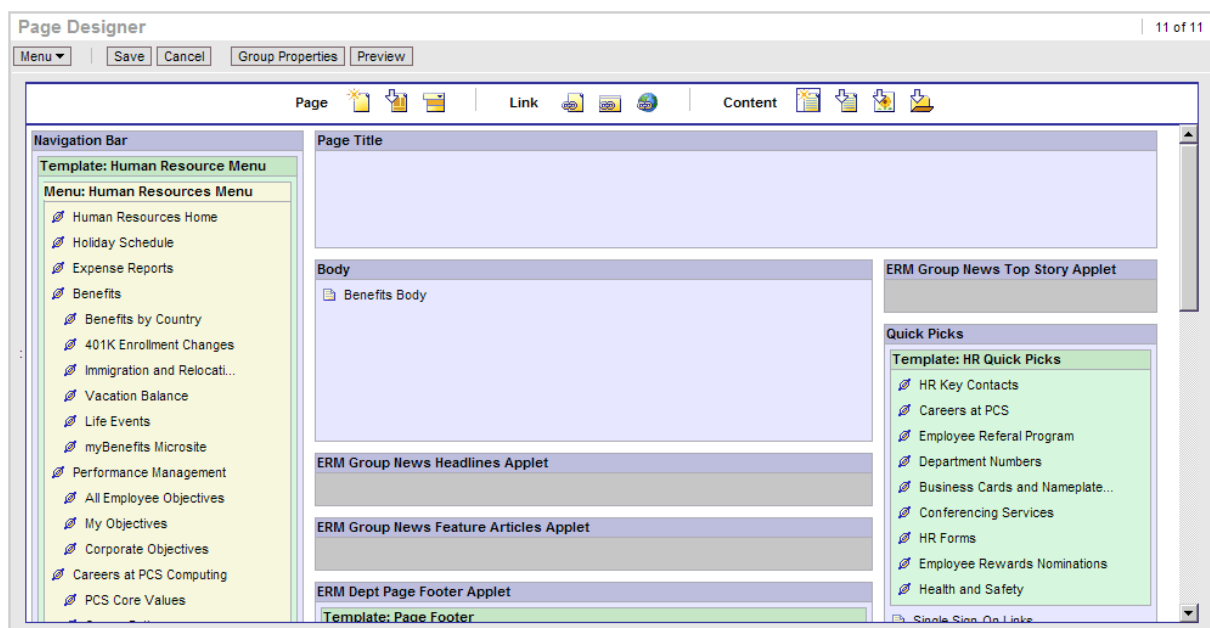 Page Designer
11 of 11
Menu
Save
Cancel
Group Properties
Preview
Page
Link
Content
Navigation Bar
Template: Human Resource Menu
Menu: Human Resources Menu
Human Resources Home
Holiday Schedule
Expense Reports
Benefits
Benefits by Country
401K Enrollment Changes
Immigration and Relocati...
Vacation Balance
Life Events
myBenefits Microsite
Performance Management
All Employee Objectives
My Objectives
Corporate Objectives
Careers at PCS Computing
PCS Core Values
Page Title
Body
Benefits Body
ERM Group News Headlines Applet
ERM Group News Feature Articles Applet
ERM Dept Page Footer Applet
Template: Page Footer
ERM Group News Top Story Applet
Quick Picks
Template: HR Quick Picks
HR Key Contacts
Careers at PCS
Employee Referal Program
Department Numbers
Business Cards and Nameplate...
Conferencing Services
HR Forms
Employee Rewards Nominations
Health and Safety
Single Sign On Links